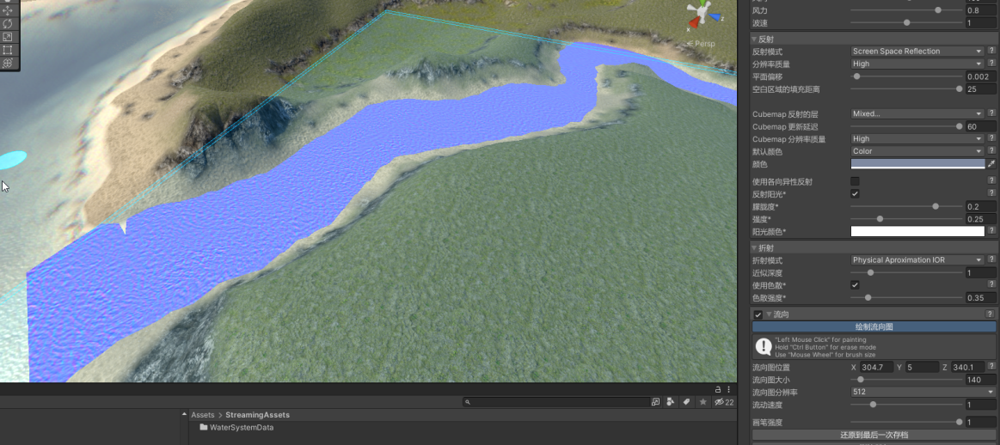 风力 0.8
波速 1
反射
反射模式 Screen Space Reflection ?
分辨率质量 High ?
平面偏移 0.002
空白区域的填充距离 25
Cubemap 反射的层 Mixed... ?
Cubemap 更新延迟 60
Cubemap 分辨率质量 High ?
默认颜色 Color ?
颜色
使用各向异性反射 ?
反射阳光* ?
朦胧度* 0.2
强度* 0.25
阳光颜色* ?
折射
折射模式 Physical Aproximation IOR ?
近似深度 1
使用色散* ?
色散强度* 0.35
流向 ?
绘制流向图
"Left Mouse Click" for painting
Hold "Ctrl Button" for erase mode
Use "Mouse Wheel" for brush size
流向图位置 X 304.7 Y 5 Z 340.1 ?
流向图大小 140
流向图分辨率 512
流动速度 1
画笔强度 1
还原到最后一次存档
x z
< Persp
22
Assets > StreamingAssets
WaterSystemData